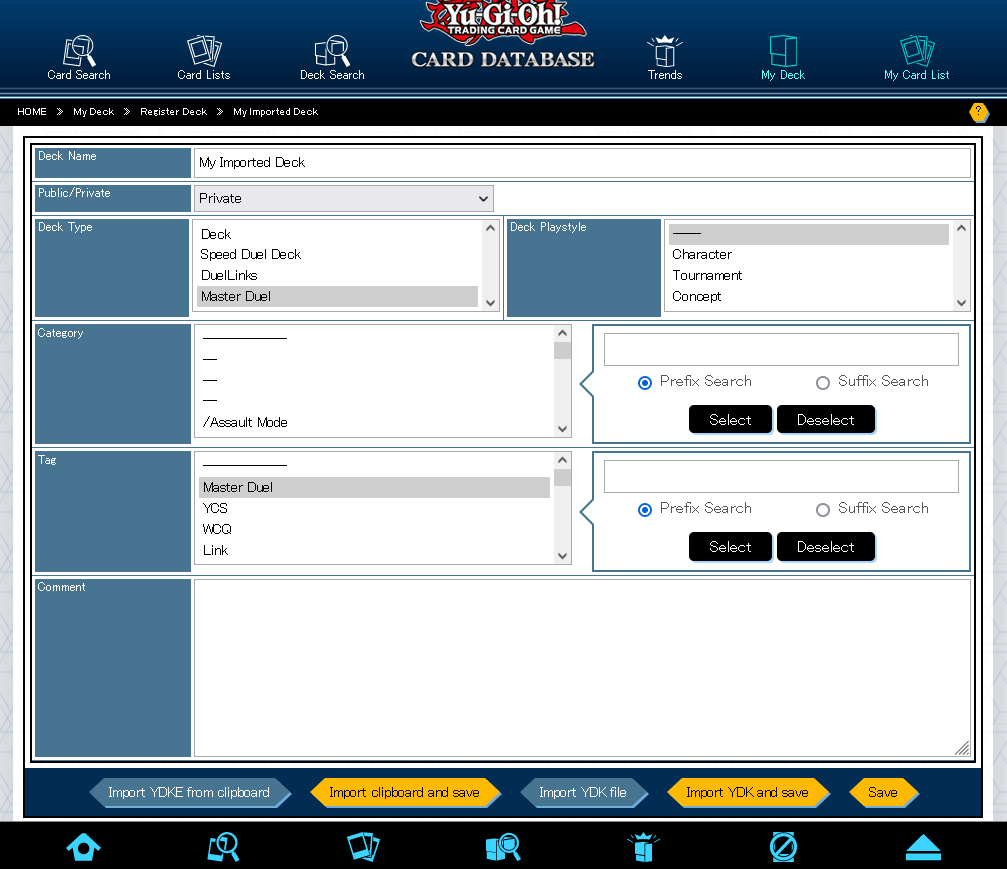 Yu-Gi-Oh!
TRADING CARD GAME
CARD DATABASE
Card Search
Card Lists
Deck Search
Trends
My Deck
My Card List
HOME » My Deck » Register Deck » My Imported Deck
?
Deck Name
My Imported Deck
Public/Private
Private
Deck Type
Deck
Speed Duel Deck
DuelLinks
Master Duel
Deck Playstyle
Character
Tournament
Concept
Category
/Assault Mode
Prefix Search
Suffix Search
Select
Deselect
Tag
Master Duel
YCS
WCQ
Link
Prefix Search
Suffix Search
Select
Deselect
Comment
Import YDKE from clipboard
Import clipboard and save
Import YDK file
Import YDK and save
Save